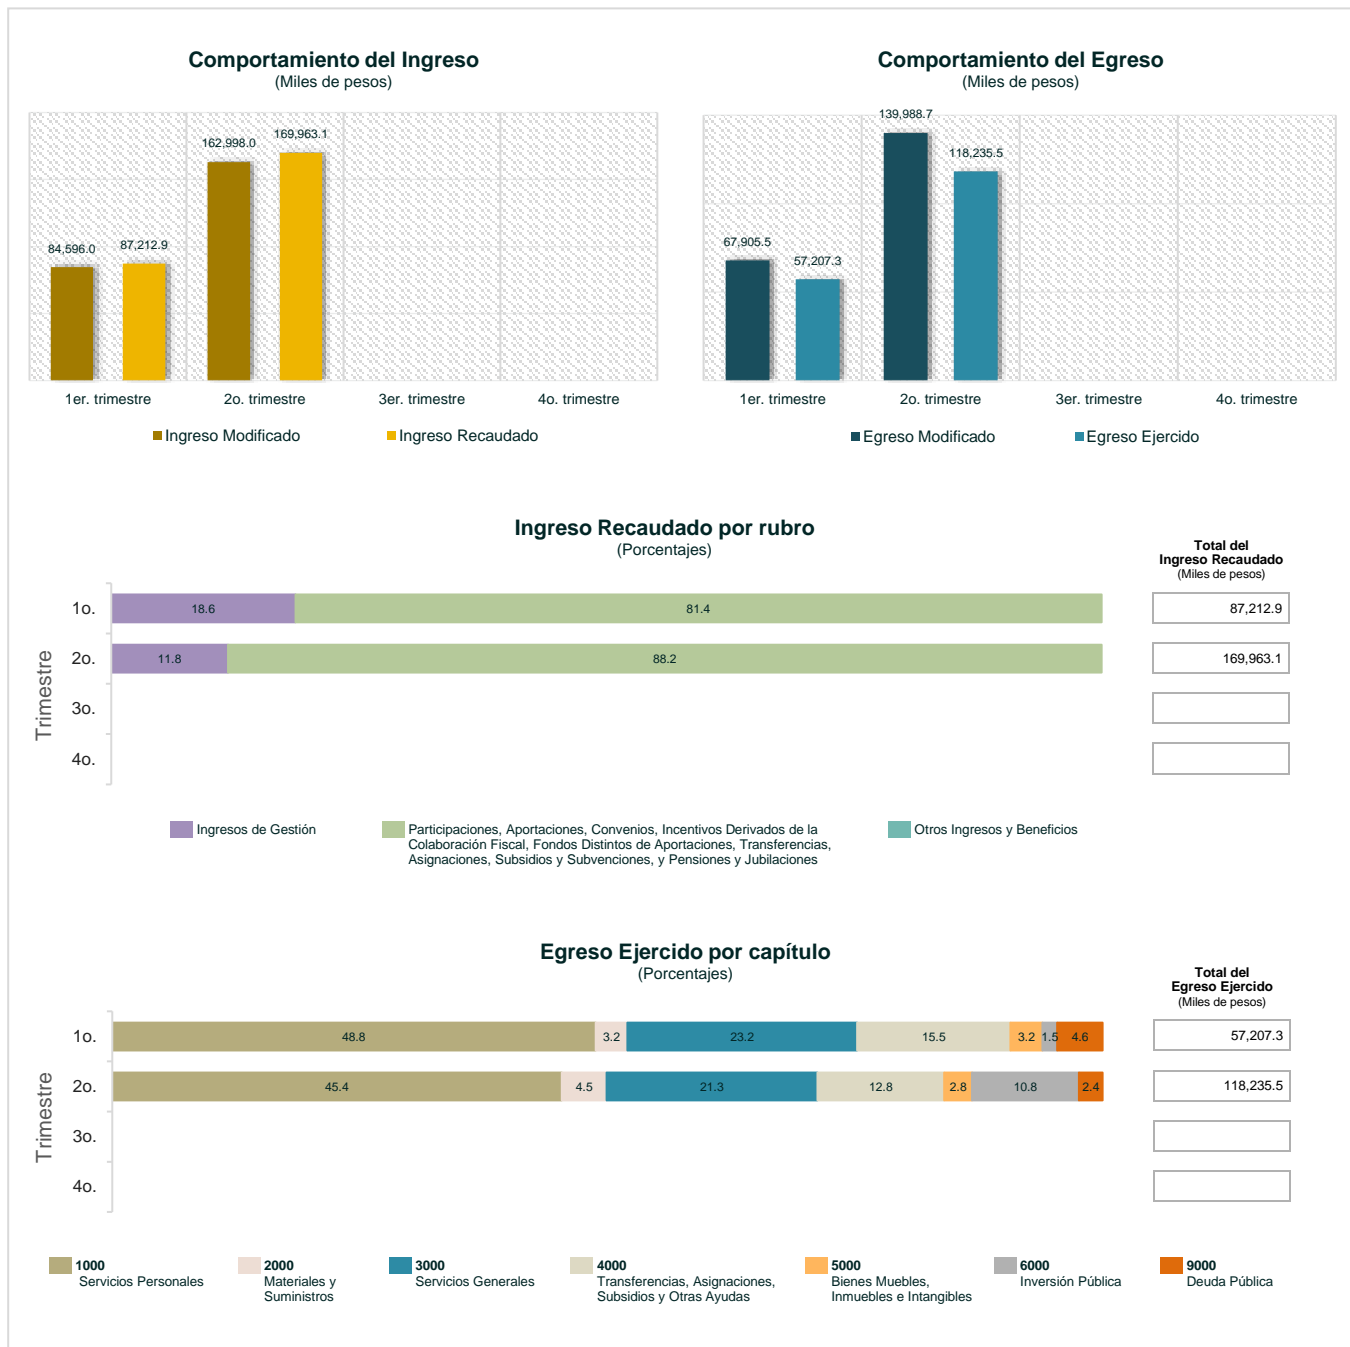 Comportamiento del Ingreso
(Miles de pesos)
84,596.0
87,212.9
162,998.0
169,963.1
1er. trimestre
2o. trimestre
3er. trimestre
4o. trimestre
Ingreso Modificado
Ingreso Recaudado
Comportamiento del Egreso
(Miles de pesos)
67,905.5
57,207.3
139,988.7
118,235.5
1er. trimestre
2o. trimestre
3er. trimestre
4o. trimestre
Egreso Modificado
Egreso Ejercido
Ingreso Recaudado por rubro
(Porcentajes)
Total del
Ingreso Recaudado
(Miles de pesos)
Trimestre
1o.
18.6
81.4
87,212.9
2o.
11.8
88.2
169,963.1
3o.
4o.
Ingresos de Gestión
Participaciones, Aportaciones, Convenios, Incentivos Derivados de la
Colaboración Fiscal, Fondos Distintos de Aportaciones, Transferencias,
Asignaciones, Subsidios y Subvenciones, y Pensiones y Jubilaciones
Otros Ingresos y Beneficios
Egreso Ejercido por capítulo
(Porcentajes)
Total del
Egreso Ejercido
(Miles de pesos)
Trimestre
1o.
48.8
3.2
23.2
15.5
3.2
1.5
4.6
57,207.3
2o.
45.4
4.5
21.3
12.8
2.8
10.8
2.4
118,235.5
3o.
4o.
1000
Servicios Personales
2000
Materiales y
Suministros
3000
Servicios Generales
4000
Transferencias, Asignaciones,
Subsidios y Otras Ayudas
5000
Bienes Muebles,
Inmuebles e Intangibles
6000
Inversión Pública
9000
Deuda Pública